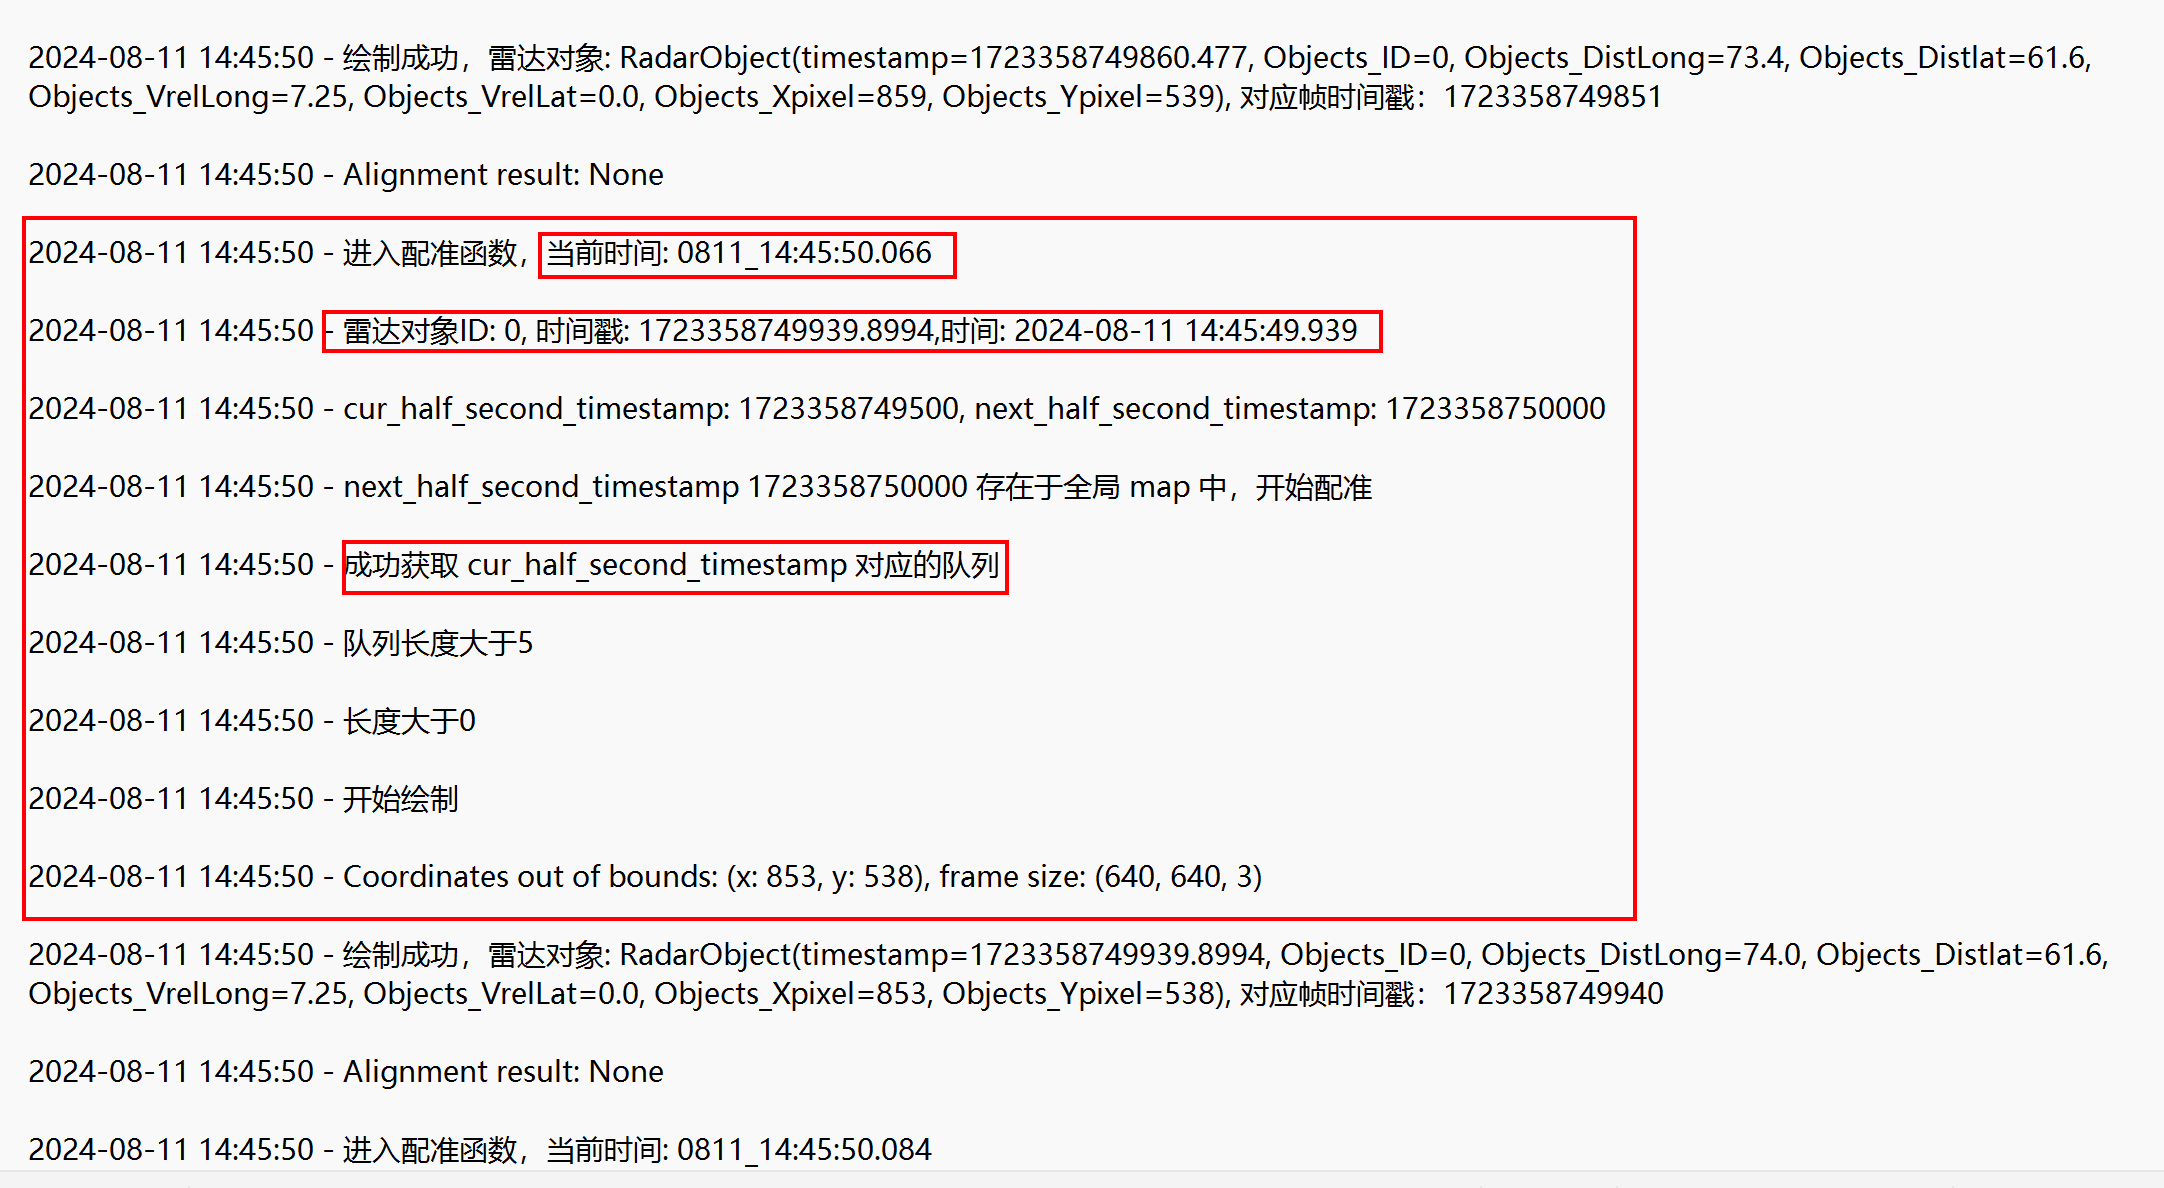 2024-08-11 14:45:50 - 绘制成功，雷达对象: RadarObject(timestamp=1723358749860.477, Objects_ID=0, Objects_DistLong=73.4, Objects_Distlat=61.6,
Objects_VrelLong=7.25, Objects_VrelLat=0.0, Objects_Xpixel=859, Objects_Ypixel=539), 对应帧时间戳：1723358749851
2024-08-11 14:45:50 - Alignment result: None
2024-08-11 14:45:50 - 进入配准函数，当前时间: 0811_14:45:50.066
2024-08-11 14:45:50 - 雷达对象ID: 0, 时间戳: 1723358749939.8994,时间: 2024-08-11 14:45:49.939
2024-08-11 14:45:50 - cur_half_second_timestamp: 1723358749500, next_half_second_timestamp: 1723358750000
2024-08-11 14:45:50 - next_half_second_timestamp 1723358750000 存在于全局 map 中，开始配准
2024-08-11 14:45:50 - 成功获取 cur_half_second_timestamp 对应的队列
2024-08-11 14:45:50 - 队列长度大于5
2024-08-11 14:45:50 - 长度大于0
2024-08-11 14:45:50 - 开始绘制
2024-08-11 14:45:50 - Coordinates out of bounds: (x: 853, y: 538), frame size: (640, 640, 3)
2024-08-11 14:45:50 - 绘制成功，雷达对象: RadarObject(timestamp=1723358749939.8994, Objects_ID=0, Objects_DistLong=74.0, Objects_Distlat=61.6,
Objects_VrelLong=7.25, Objects_VrelLat=0.0, Objects_Xpixel=853, Objects_Ypixel=538), 对应帧时间戳：1723358749940
2024-08-11 14:45:50 - Alignment result: None
2024-08-11 14:45:50 - 进入配准函数，当前时间: 0811_14:45:50.084